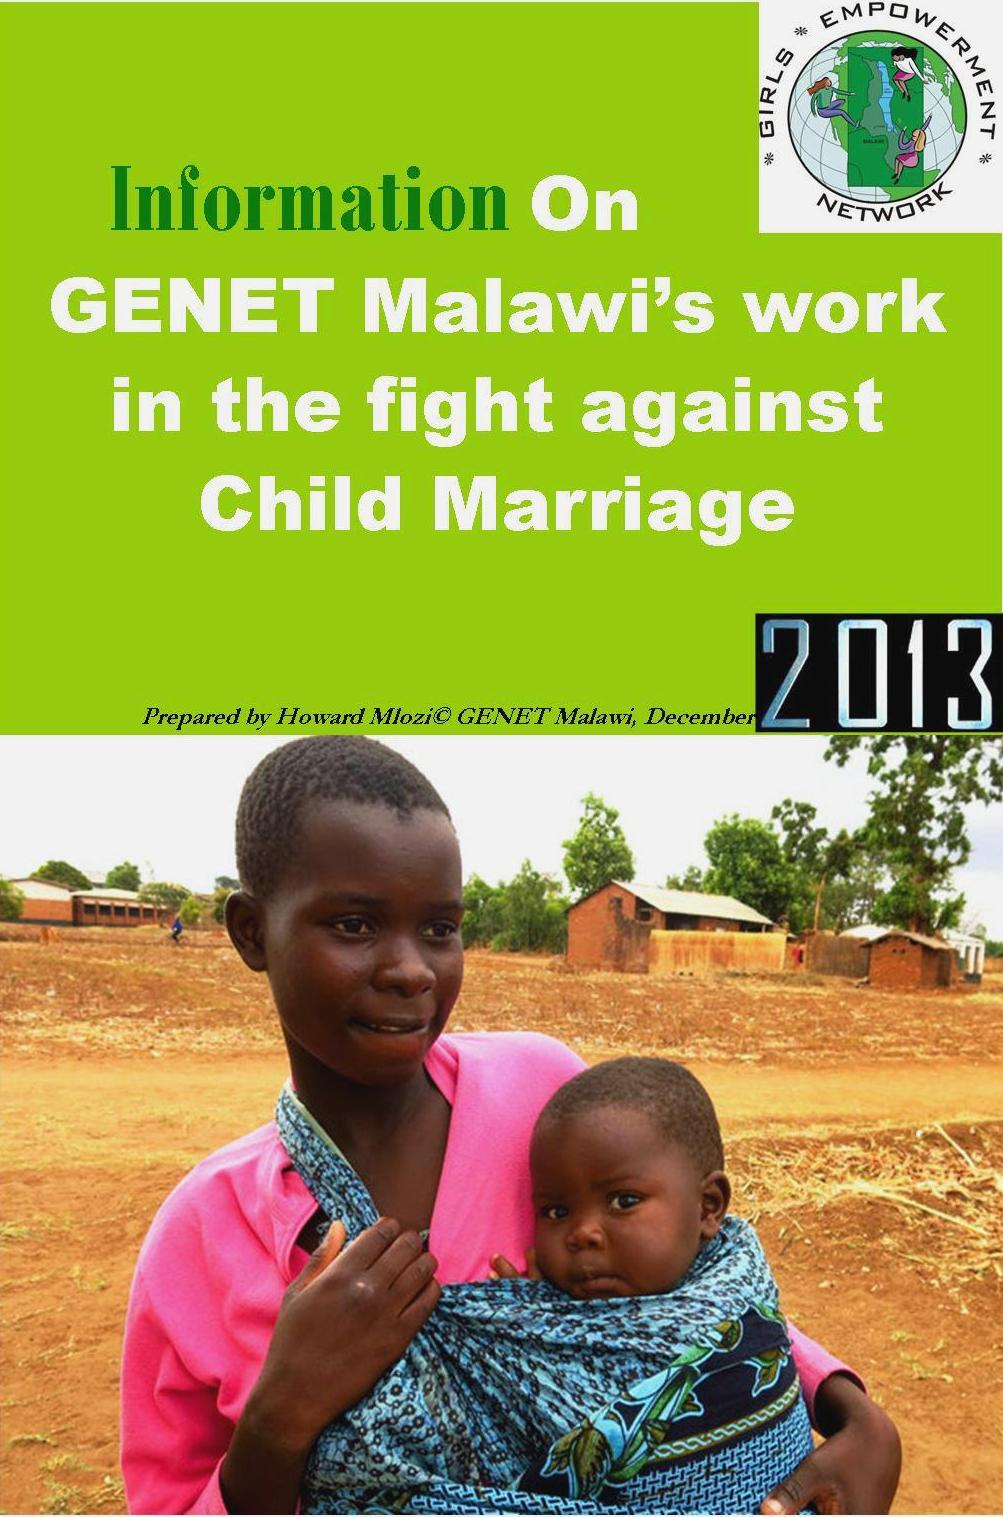 GIRLS * EMPOWERMENT
* NETWORK *
MALAWI
Information On
GENET Malawi's work
in the fight against
Child Marriage
2013
Prepared by Howard Mlozi© GENET Malawi, December